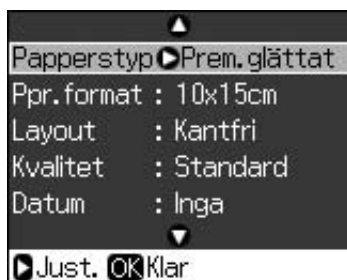 Papperstyp Prem.glättat
Ppr.format : 10x15cm
Layout : Kantfri
Kvalitet : Standard
Datum : Inga
Just. OK Klar